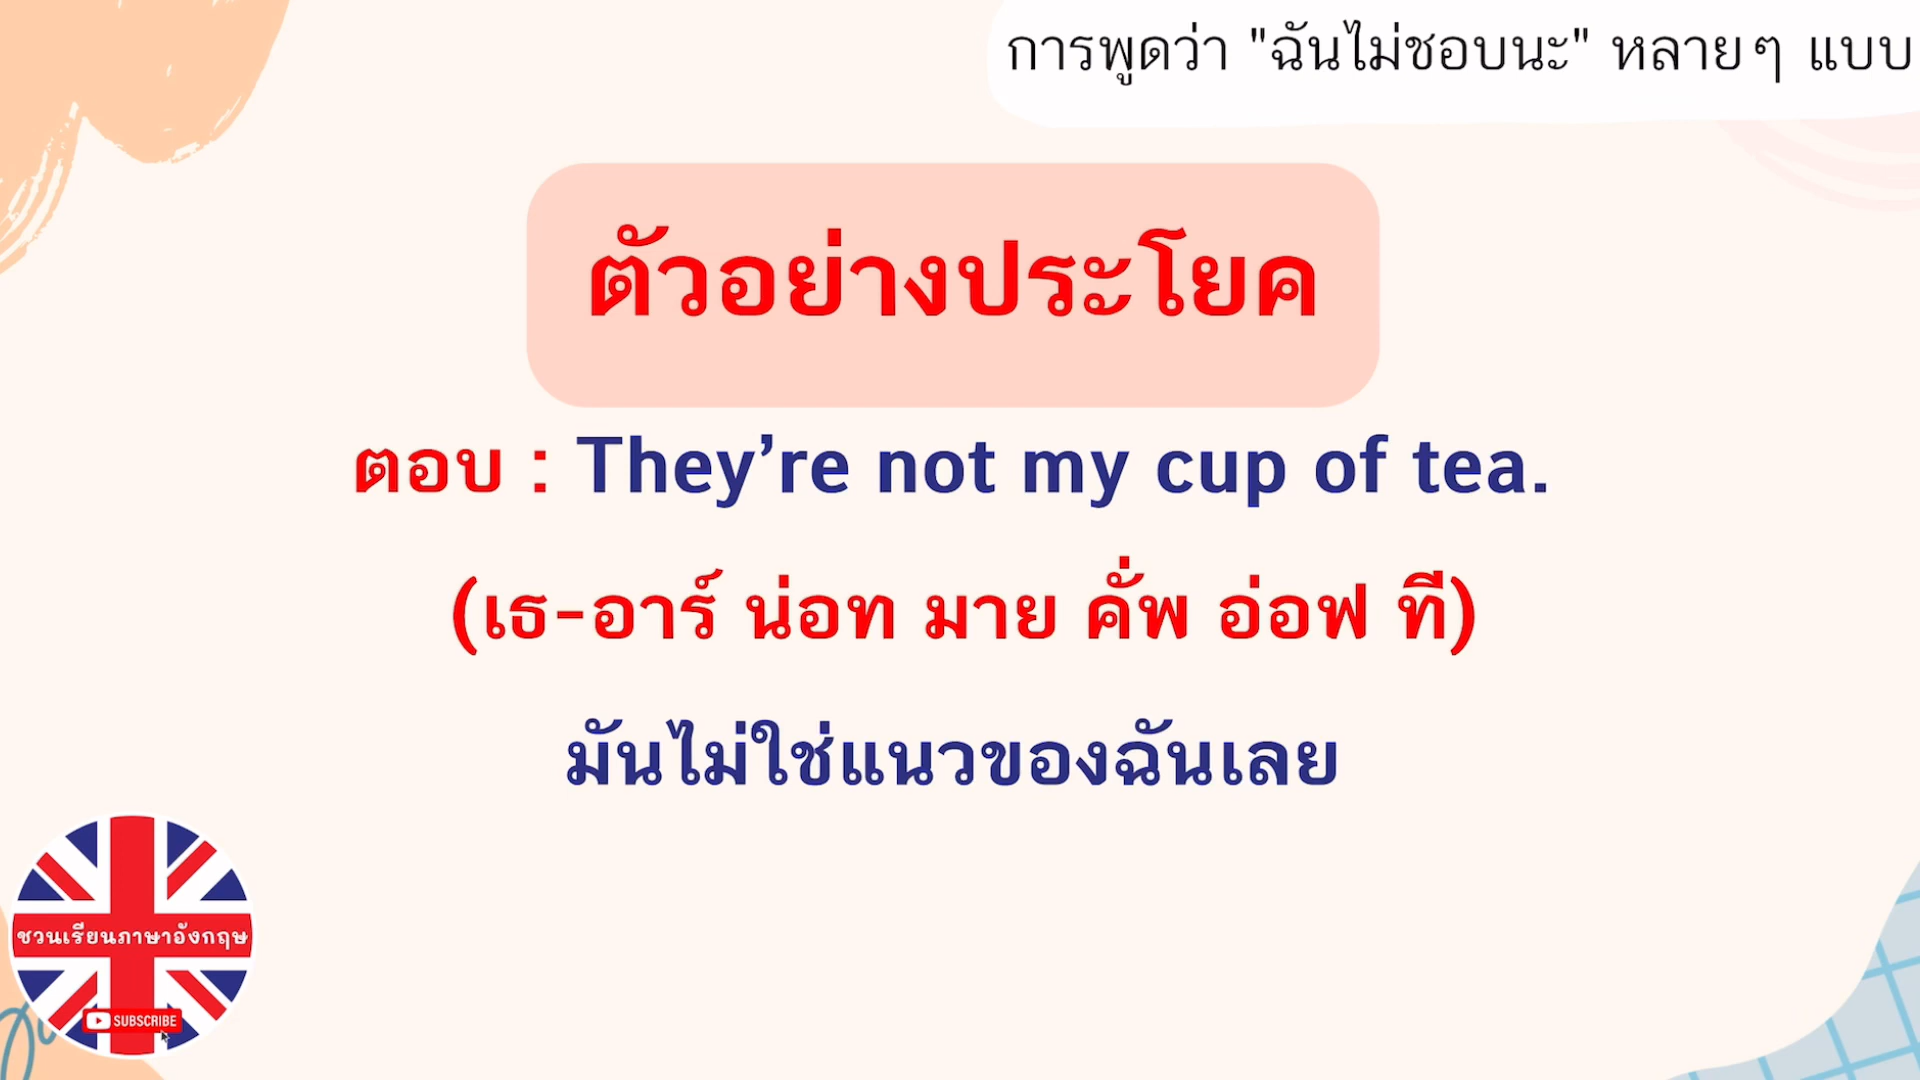 การพูดว่า "ฉันไม่ชอบนะ" หลายๆ แบบ
ตัวอย่างประโยค
ตอบ : They’re not my cup of tea.
(เธ-อาร์ น่อท มาย คั่พ อ่อฟ ที)
มันไม่ใช่แนวของฉันเลย
ชวนเรียนภาษาอังกฤษ
SUBSCRIBE